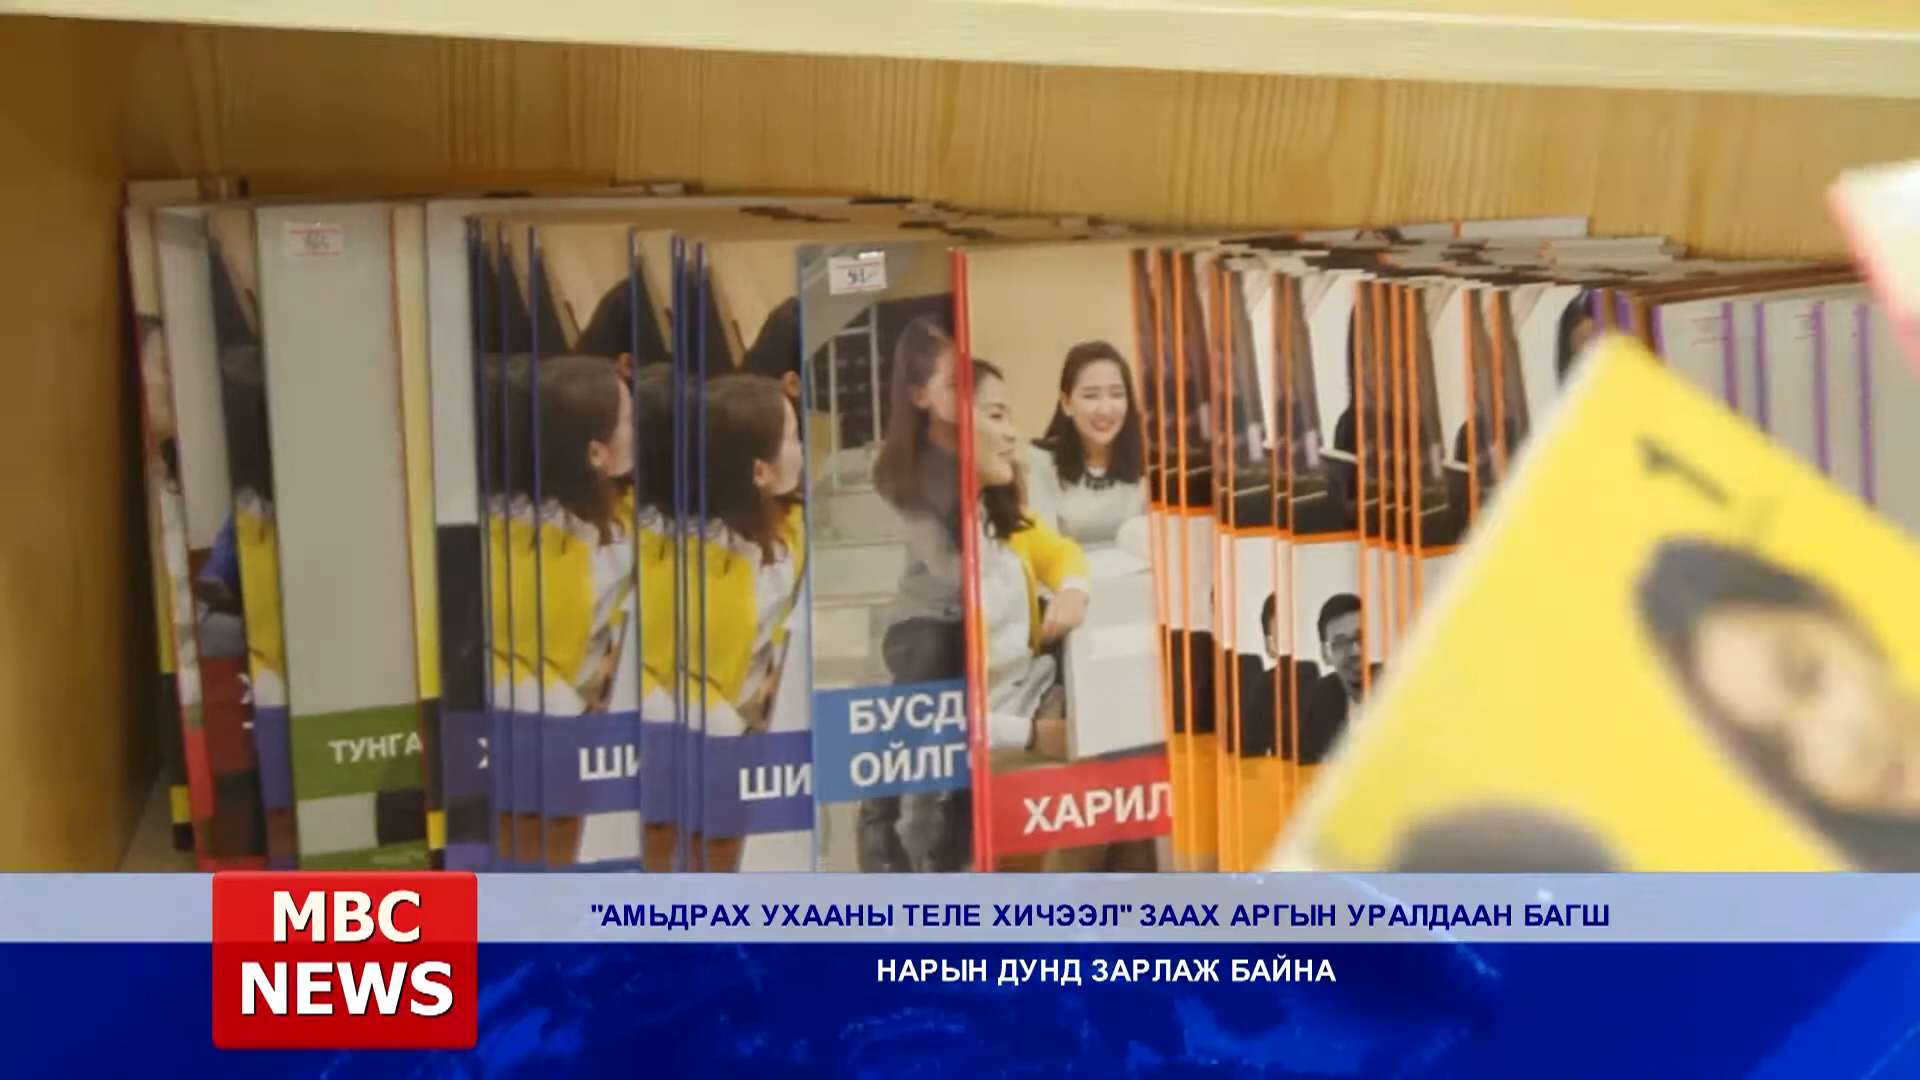 ТУНГА
ШИ
ШИ
БУСД
ОЙЛГ
ХАРИЛ
MBC
NEWS
"АМЬДРАХ УХААНЫ ТЕЛЕ ХИЧЭЭЛ" ЗААХ АРГЫН УРАЛДААН БАГШ
НАРЫН ДУНД ЗАРЛАЖ БАЙНА